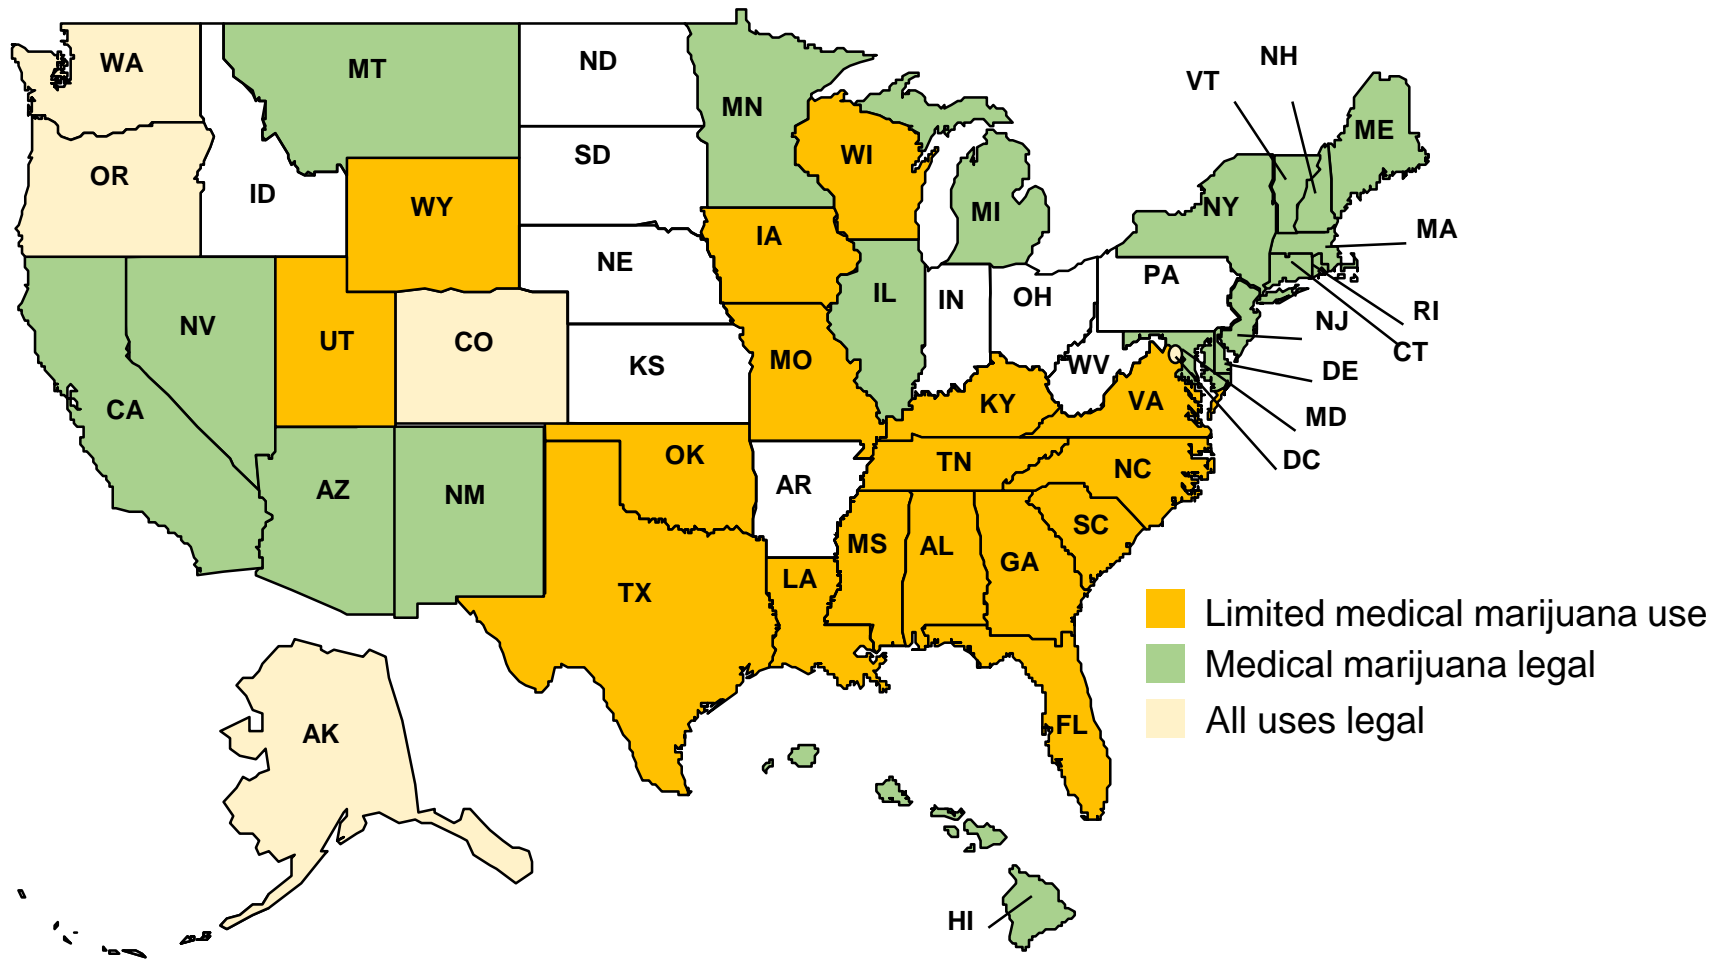 WA
MT
ND
MN
NH
VT
ME
OR
ID
WY
SD
WI
MI
NY
MA
IA
NE
PA
NV
UT
CO
KS
IL
IN
OH
NJ
RI
CT
CA
MO
WV
DE
KY
VA
MD
AZ
NM
OK
AR
TN
NC
DC
TX
LA
MS
AL
GA
SC
Limited medical marijuana use
Medical marijuana legal
All uses legal
AK
FL
HI